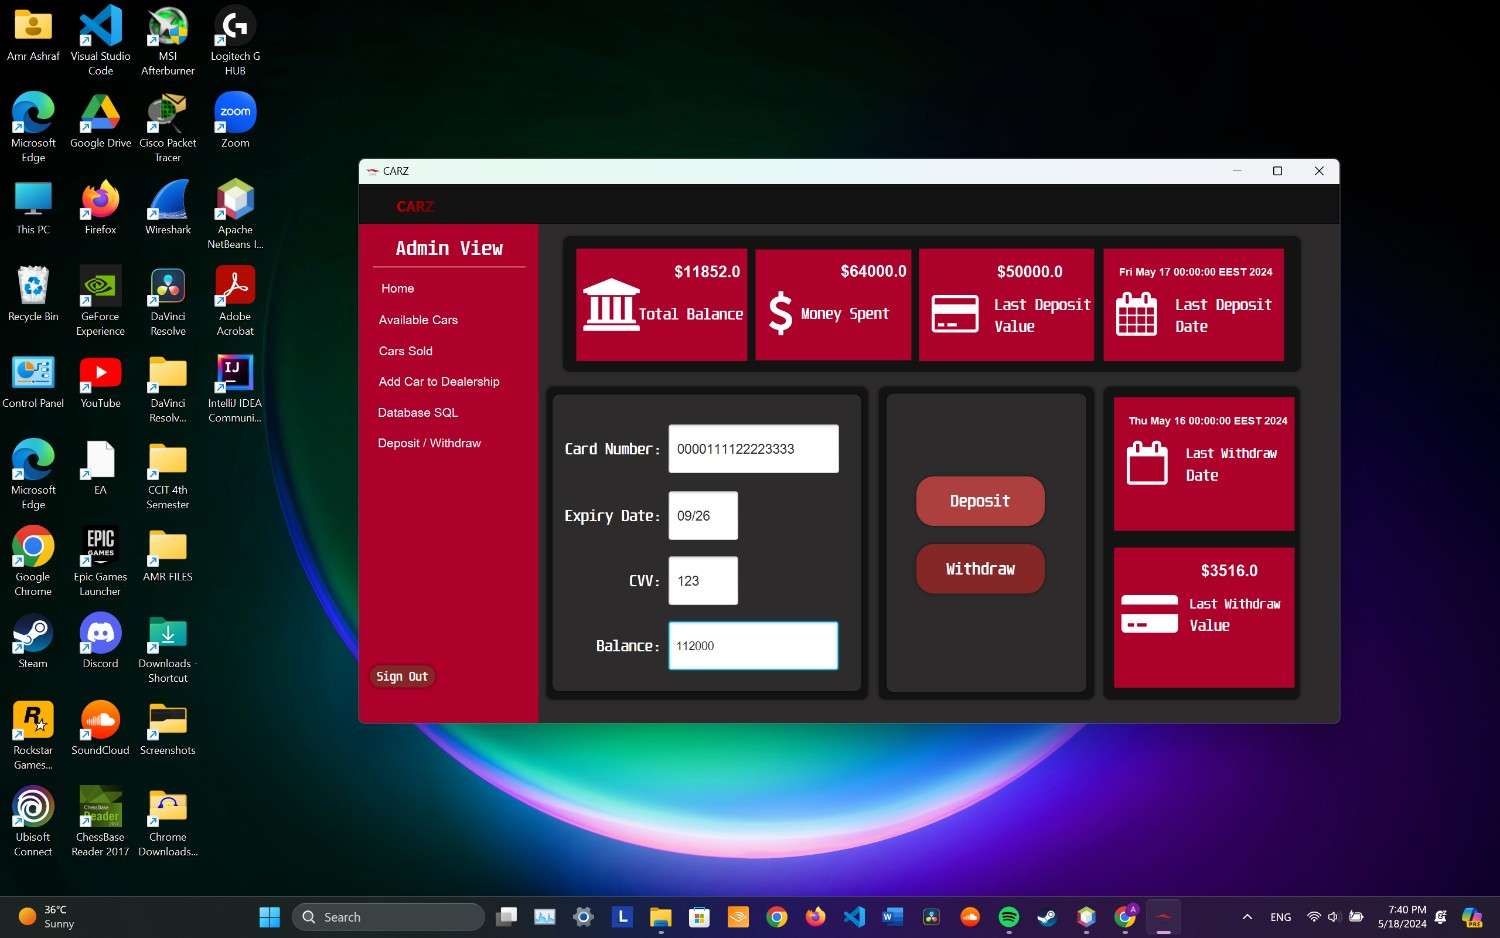 Amr Ashraf
Visual Studio
Code
MSI
Afterburner
Logitech G
HUB
Microsoft
Edge
Google Drive
Cisco Packet
Tracer
zoom
Zoom
This PC
Firefox
Wireshark
Apache
NetBeans I...
Recycle Bin
GeForce
Experience
DaVinci
Resolve
Adobe
Acrobat
Control Panel
YouTube
DaVinci
Resolv...
IJ
IntelliJ IDEA
Communi...
Microsoft
Edge
EA
CCIT 4th
Semester
Google
Chrome
EPIC
GAMES
Epic Games
Launcher
AMR FILES
Steam
Discord
Downloads -
Shortcut
Rockstar
Games...
SoundCloud
Screenshots
Ubisoft
Connect
ChessBase
Reader
ChessBase
Reader 2017
Chrome
Downloads...
CARZ
CARZ
Admin View
Home
Available Cars
Cars Sold
Add Car to Dealership
Database SQL
Deposit / Withdraw
Sign Out
$11852.0
Total Balance
$64000.0
Money Spent
$50000.0
Last Deposit
Value
Fri May 17 00:00:00 EEST 2024
Last Deposit
Date
Card Number: 0000111122223333
Expiry Date: 09/26
CVV: 123
Balance: 112000
Deposit
Withdraw
Thu May 16 00:00:00 EEST 2024
Last Withdraw
Date
$3516.0
Last Withdraw
Value
36°C
Sunny
Search
L
W
A
ENG
7:40 PM
5/18/2024
PRE